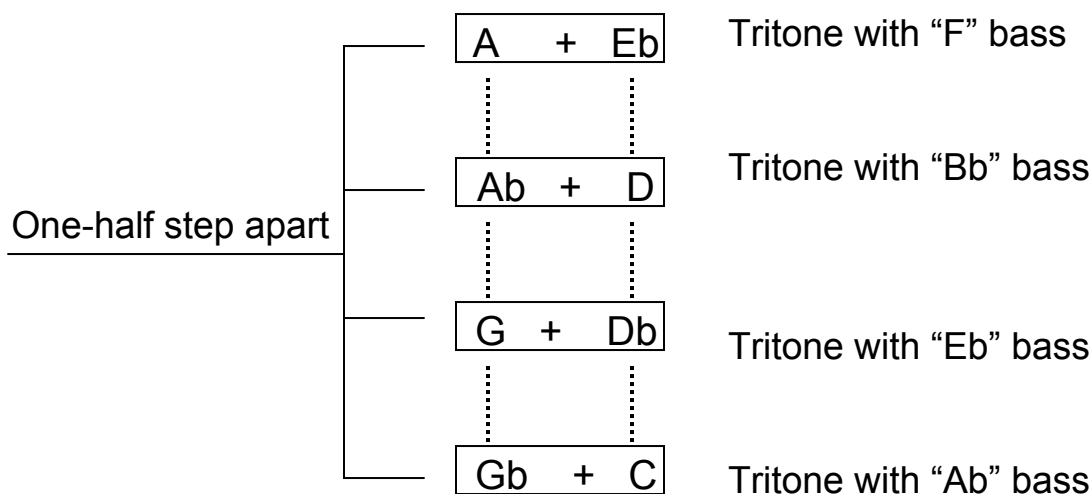 A + Eb Tritone with “F” bass
Ab + D Tritone with “Bb” bass
One-half step apart
G + Db Tritone with “Eb” bass
Gb + C Tritone with “Ab” bass